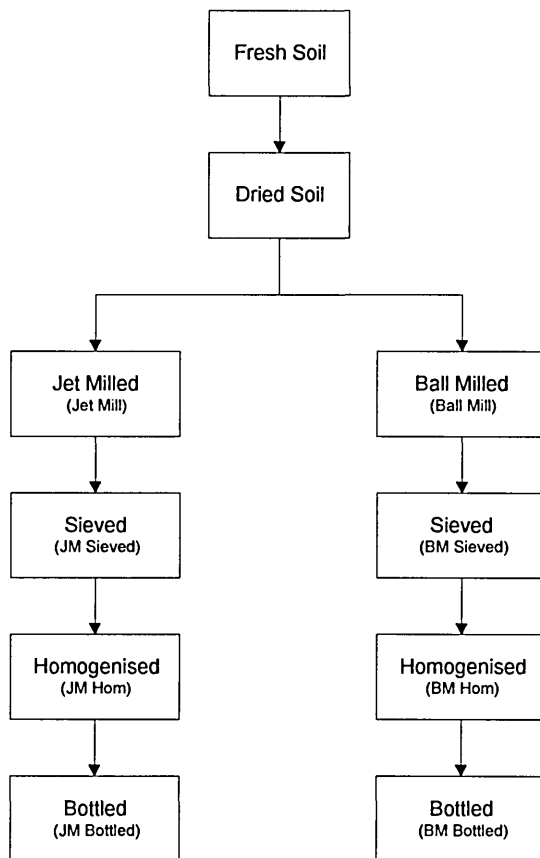 Fresh Soil
Dried Soil
Jet Milled
(Jet Mill)
Ball Milled
(Ball Mill)
Sieved
(JM Sieved)
Sieved
(BM Sieved)
Homogenised
(JM Hom)
Homogenised
(BM Hom)
Bottled
(JM Bottled)
Bottled
(BM Bottled)